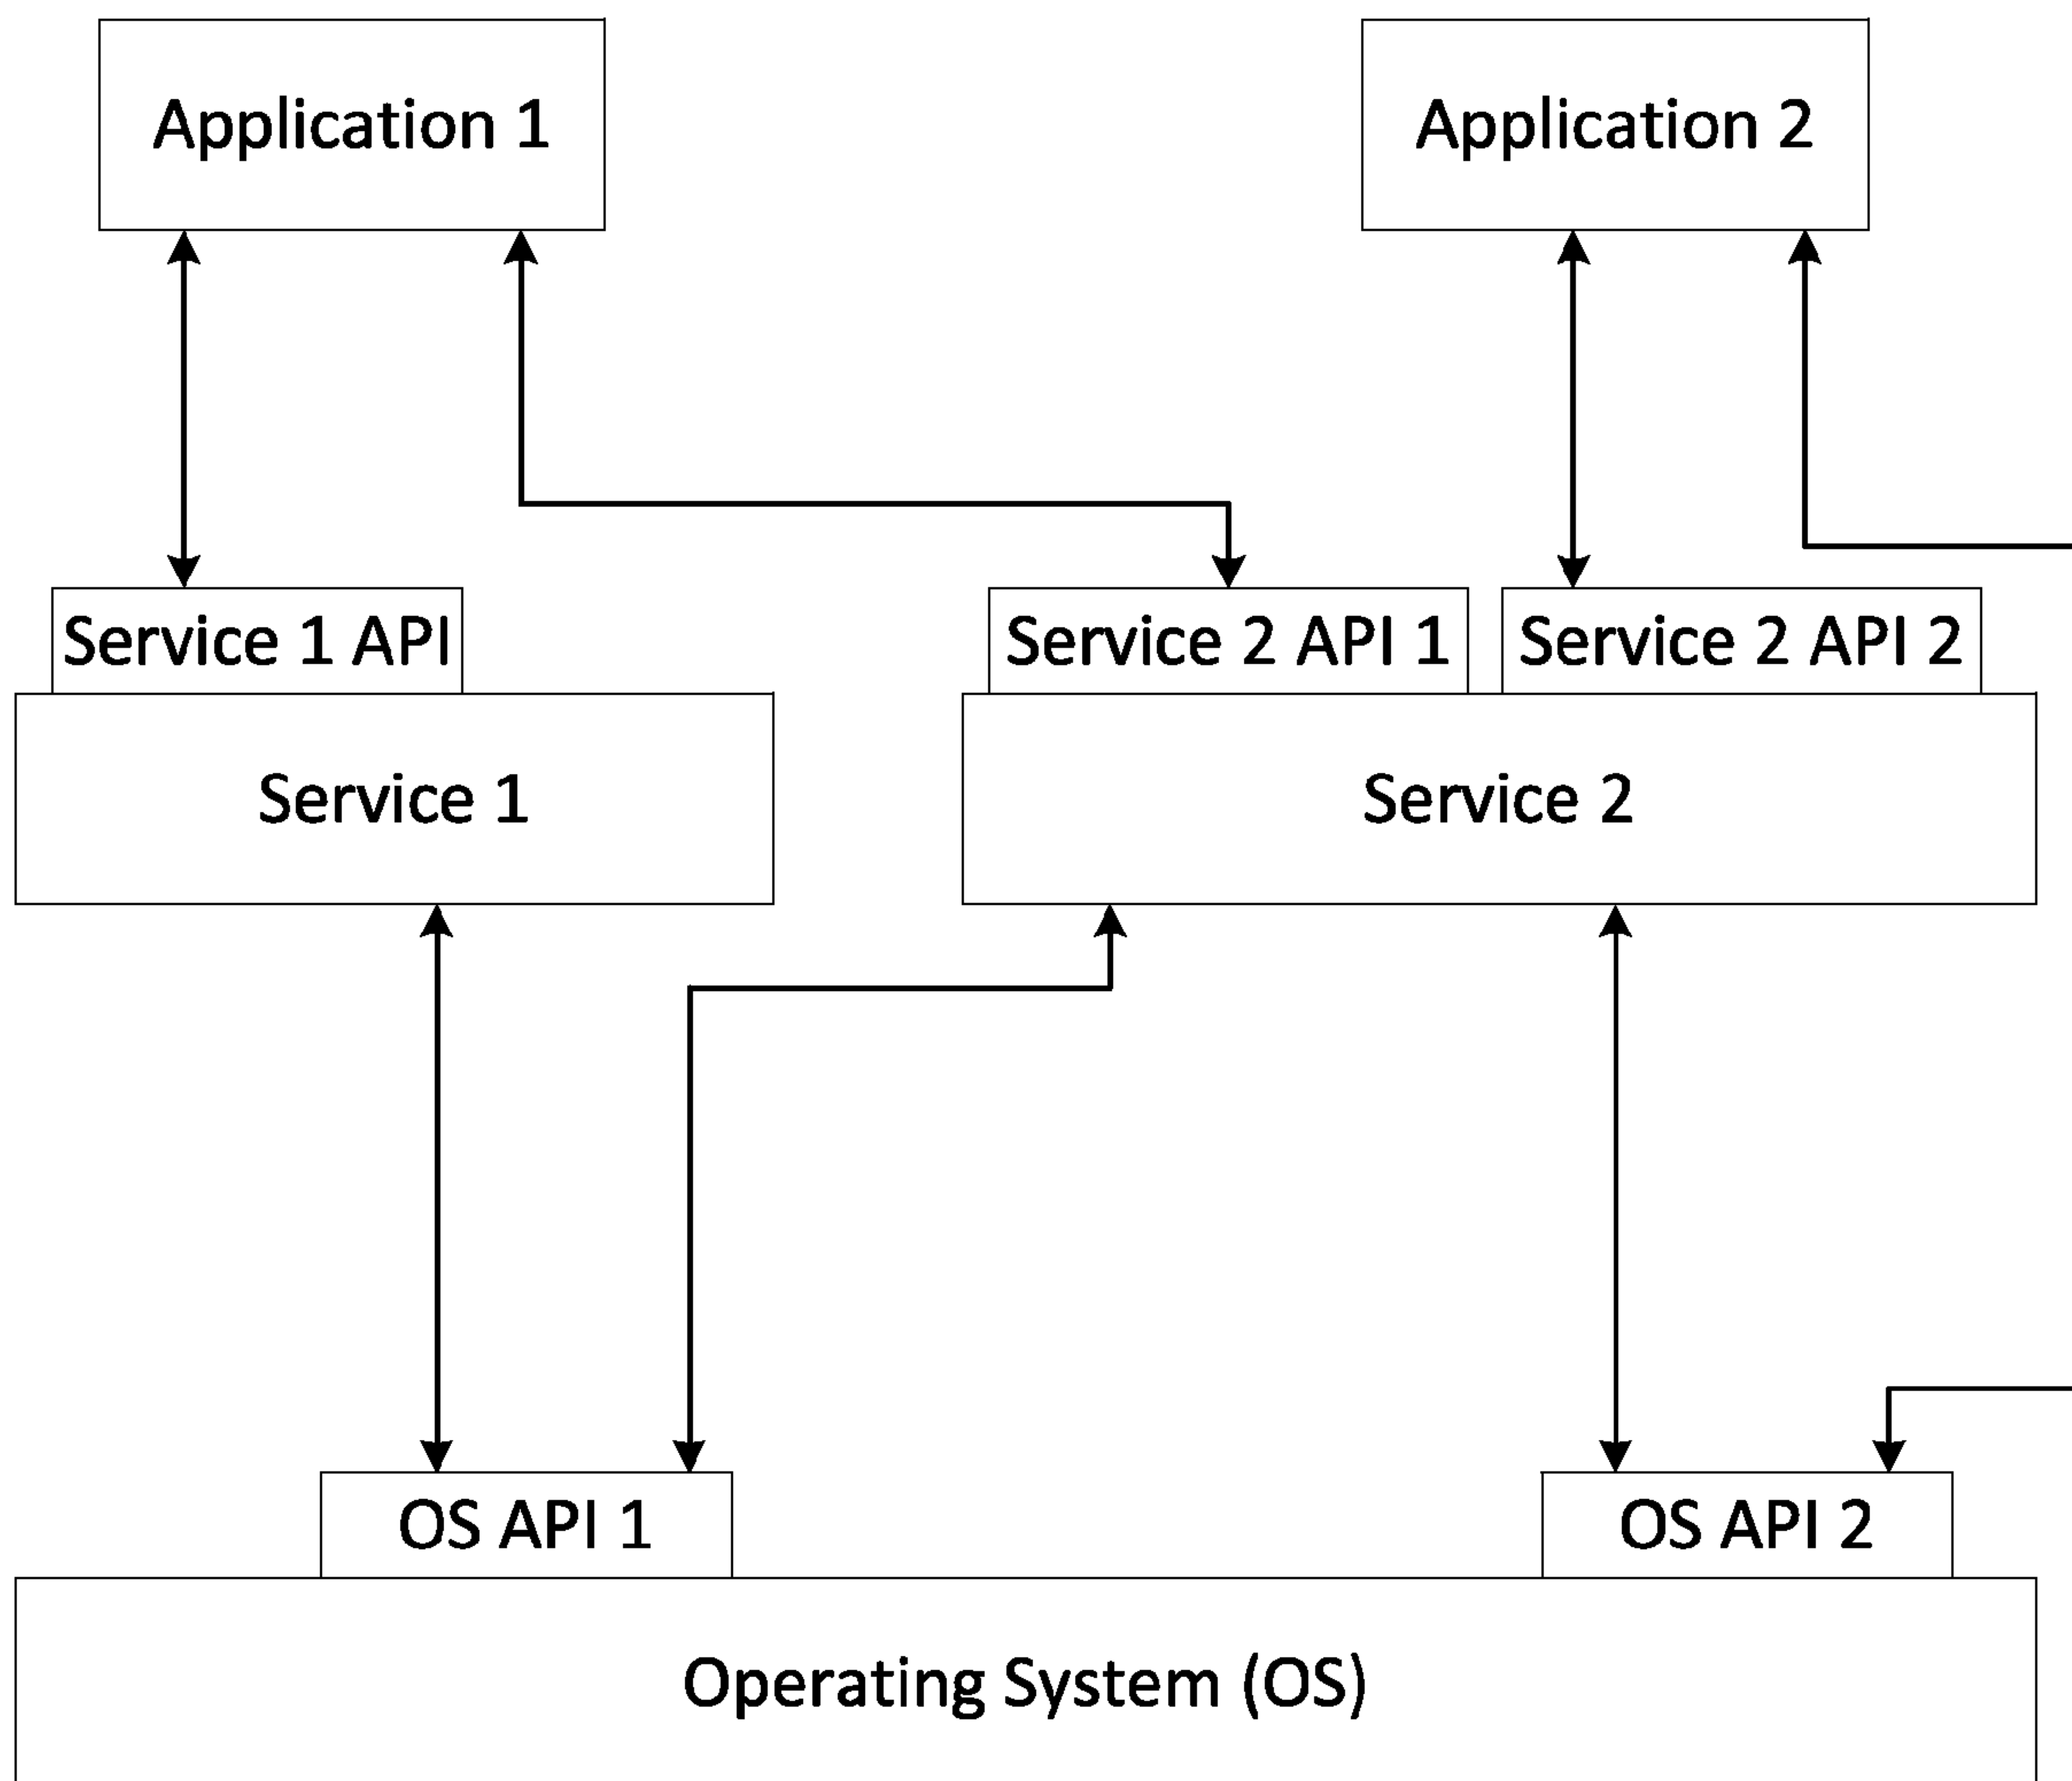 Application 1
Application 2
Service 1 API
Service 2 API 1
Service 2 API 2
Service 1
Service 2
OS API 1
OS API 2
Operating System (OS)